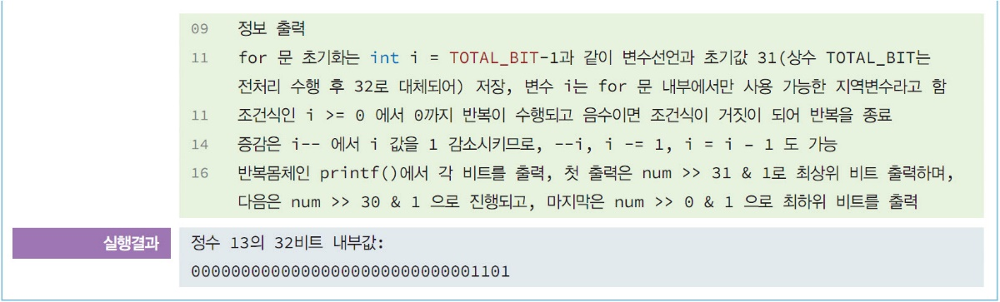 09 정보 출력
11 for 문 초기화는 int i = TOTAL_BIT-1과 같이 변수선언과 초기값 31(상수 TOTAL_BIT는
전처리 수행 후 32로 대체되어) 저장, 변수 i는 for 문 내부에서만 사용 가능한 지역변수라고 함
11 조건식인 i >= 0 에서 0까지 반복이 수행되고 음수이면 조건식이 거짓이 되어 반복을 종료
14 증감은 i-- 에서 i 값을 1 감소시키므로, --i, i -= 1, i = i - 1 도 가능
16 반복몸체인 printf()에서 각 비트를 출력, 첫 출력은 num >> 31 & 1로 최상위 비트 출력하며,
다음은 num >> 30 & 1 으로 진행되고, 마지막은 num >> 0 & 1 으로 최하위 비트를 출력
실행결과
정수 13의 32비트 내부값:
00000000000000000000000000001101